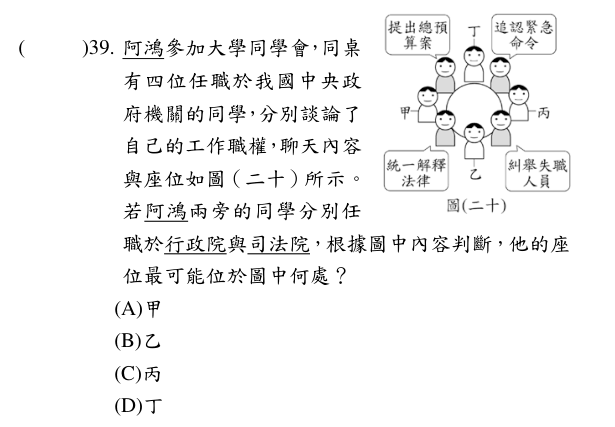 (　　)39. 阿鴻參加大學同學會，同桌
有四位任職於我國中央政
府機關的同學，分別談論了
自己的工作職權，聊天內容
與座位如圖（二十）所示。
若阿鴻兩旁的同學分別任
職於行政院與司法院，根據圖中內容判斷，他的座
位最可能位於圖中何處？
(A)甲
(B)乙
(C)丙
(D)丁
提出總預
算案
丁
追認緊急
命令
甲
丙
統一解釋
法律
乙
糾舉失職
人員
圖(二十)